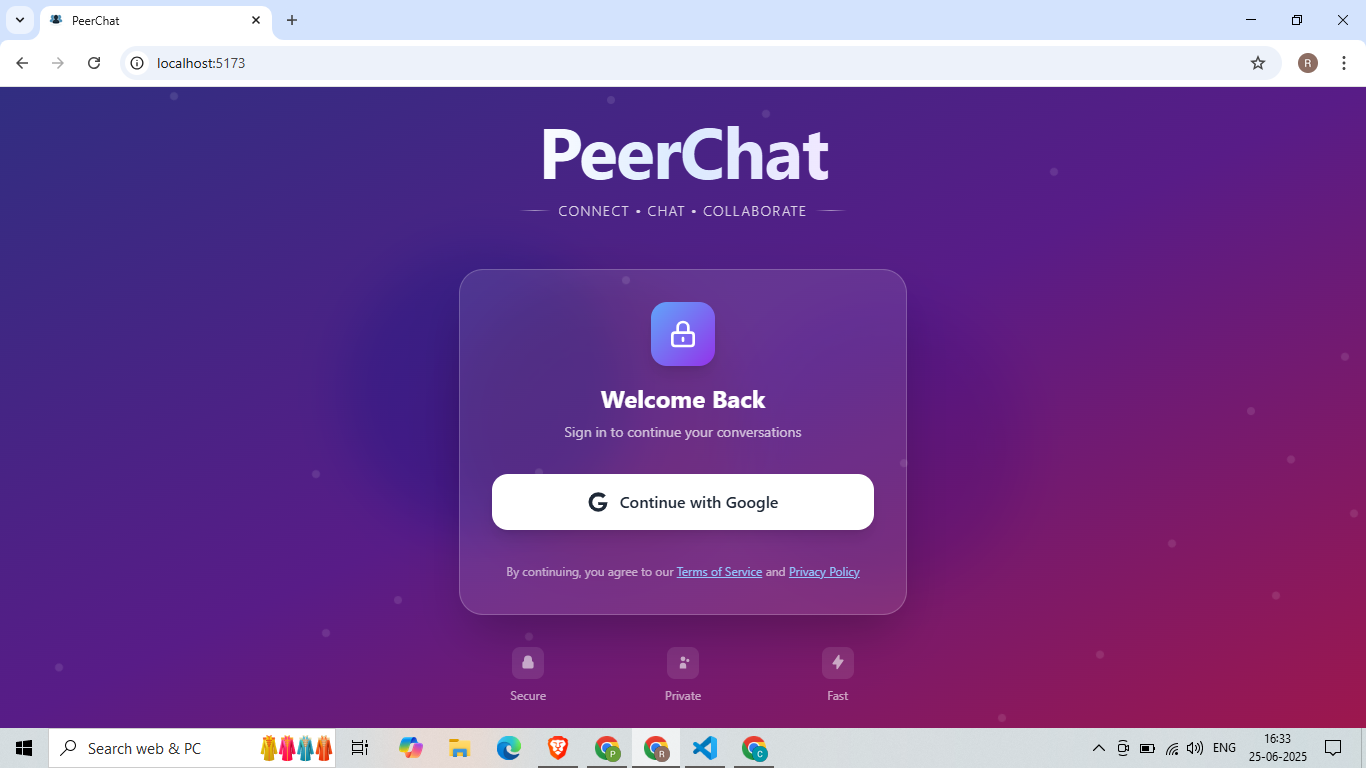 PeerChat
localhost:5173
R
PeerChat
CONNECT • CHAT • COLLABORATE
Welcome Back
Sign in to continue your conversations
G Continue with Google
By continuing, you agree to our Terms of Service and Privacy Policy
Secure Private Fast
Search web & PC
P R C
ENG
16:33
25-06-2025